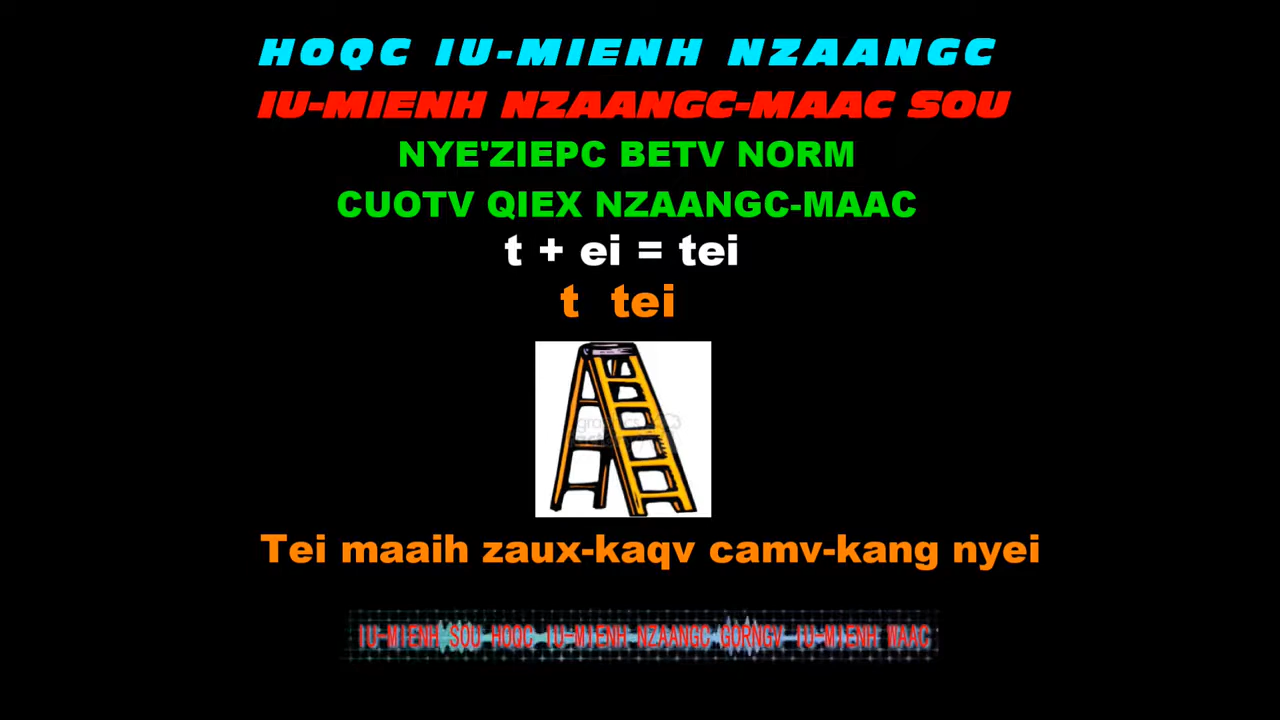 HOQC IU-MIENH NZAANGC
IU-MIENH NZAANGC-MAAC SOU
NYE'ZIEPC BETV NORM
CUOTV QIEX NZAANGC-MAAC
t + ei = tei
t tei
Tei maaih zaux-kaqv camv-kang nyei
IU-MIENH SOU HOQC IU-MIENH NZAANGC GORNGV IU-MIENH WAAC